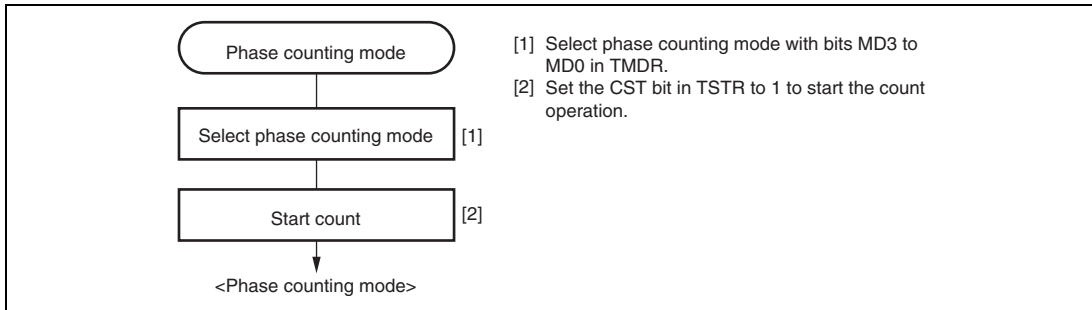 Phase counting mode
Select phase counting mode [1]
Start count [2]
<Phase counting mode>
[1] Select phase counting mode with bits MD3 to
MD0 in TMDR.
[2] Set the CST bit in TSTR to 1 to start the count
operation.